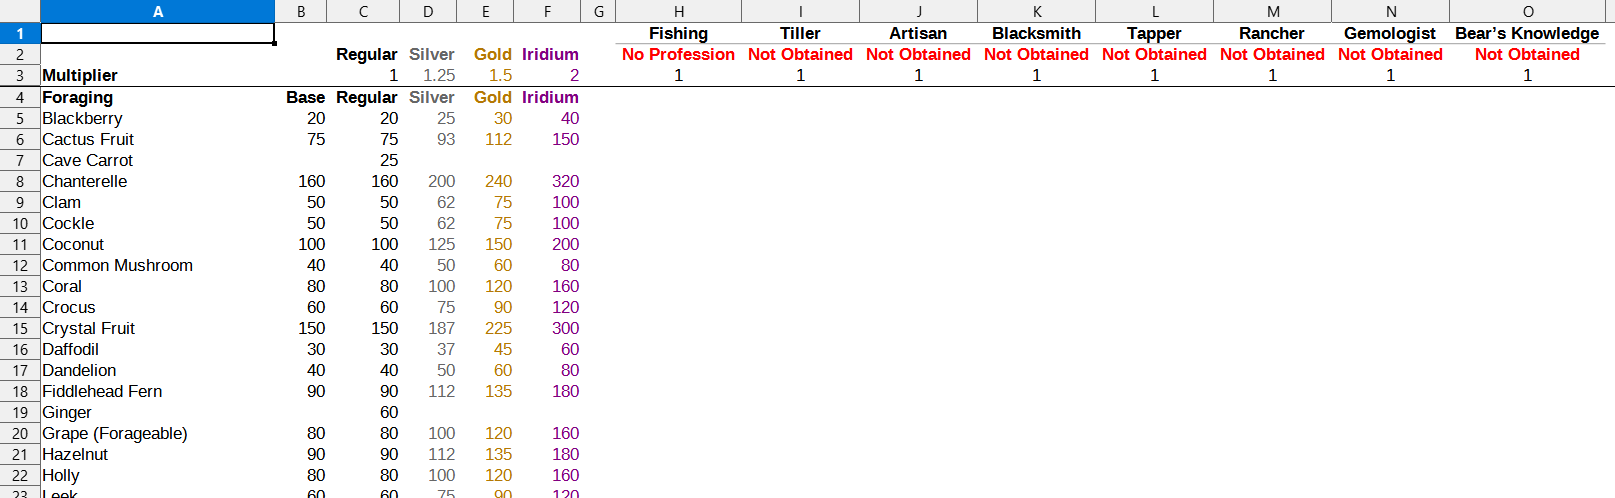 A B C D E F G H I J K L M N O
1 Fishing Tiller Artisan Blacksmith Tapper Rancher Gemologist Bear’s Knowledge
2 Regular Silver Gold Iridium No Profession Not Obtained Not Obtained Not Obtained Not Obtained Not Obtained Not Obtained Not Obtained
3 Multiplier 1 1.25 1.5 2 1 1 1 1 1 1 1 1
4 Foraging Base Regular Silver Gold Iridium
5 Blackberry 20 20 25 30 40
6 Cactus Fruit 75 75 93 112 150
7 Cave Carrot 25
8 Chanterelle 160 160 200 240 320
9 Clam 50 50 62 75 100
10 Cockle 50 50 62 75 100
11 Coconut 100 100 125 150 200
12 Common Mushroom 40 40 50 60 80
13 Coral 80 80 100 120 160
14 Crocus 60 60 75 90 120
15 Crystal Fruit 150 150 187 225 300
16 Daffodil 30 30 37 45 60
17 Dandelion 40 40 50 60 80
18 Fiddlehead Fern 90 90 112 135 180
19 Ginger 60
20 Grape (Forageable) 80 80 100 120 160
21 Hazelnut 90 90 112 135 180
22 Holly 80 80 100 120 160
23 Leek 60 60 75 90 120